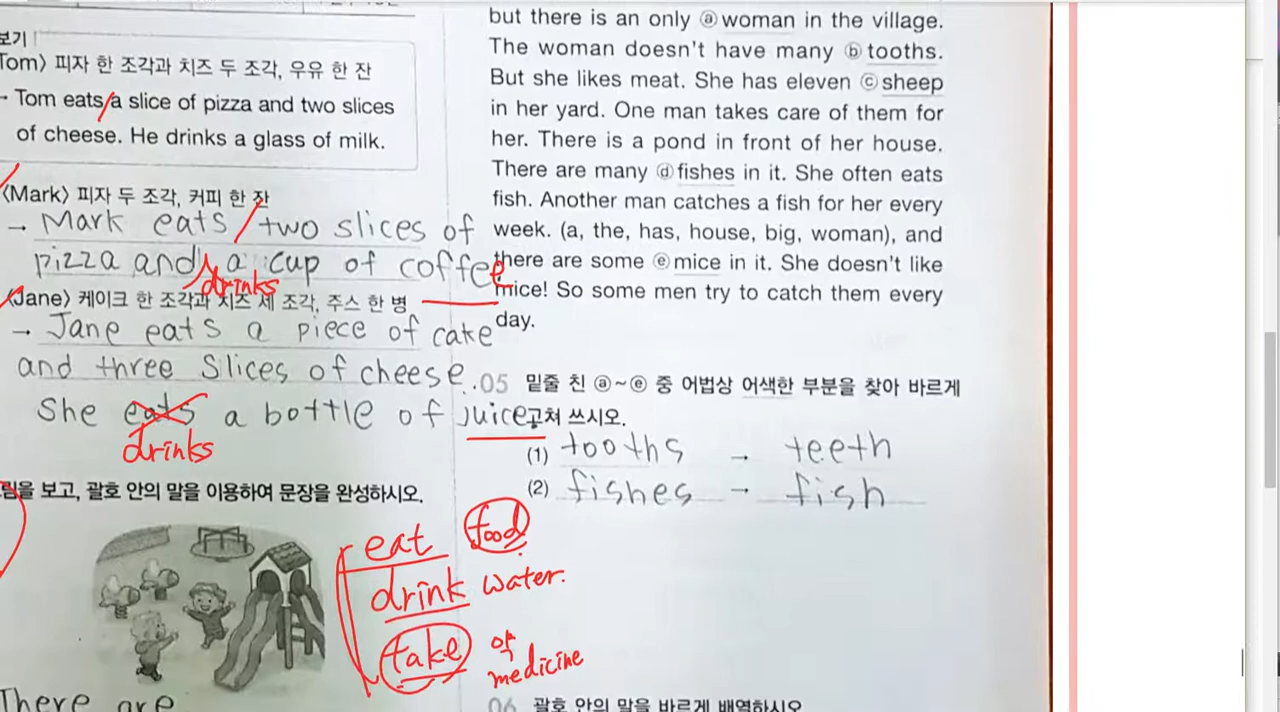 보기
Tom〉 피자 한 조각과 치즈 두 조각, 우유 한 잔
→ Tom eats a slice of pizza and two slices
of cheese. He drinks a glass of milk.
〈Mark〉 피자 두 조각, 커피 한 잔
→ Mark eats two slices of
pizza and a cup of coffee
drinks
〈Jane〉 케이크 한 조각과 치즈 세 조각, 주스 한 병
→ Jane eats a piece of cake
and three slices of cheese.
She eats a bottle of juice
drinks
림을 보고, 괄호 안의 말을 이용하여 문장을 완성하시오.
eat food
drink water.
take 약
medicine
There are
but there is an only ⓐ woman in the village.
The woman doesn't have many ⓑ tooths.
But she likes meat. She has eleven ⓒ sheep
in her yard. One man takes care of them for
her. There is a pond in front of her house.
There are many ⓓ fishes in it. She often eats
fish. Another man catches a fish for her every
week. (a, the, has, house, big, woman), and
there are some ⓔ mice in it. She doesn't like
mice! So some men try to catch them every
day.
05 밑줄 친 ⓐ~ⓔ 중 어법상 어색한 부분을 찾아 바르게
고쳐 쓰시오.
(1) tooths → teeth
(2) fishes → fish
06 괄호 안의 말을 바르게 배열하시오